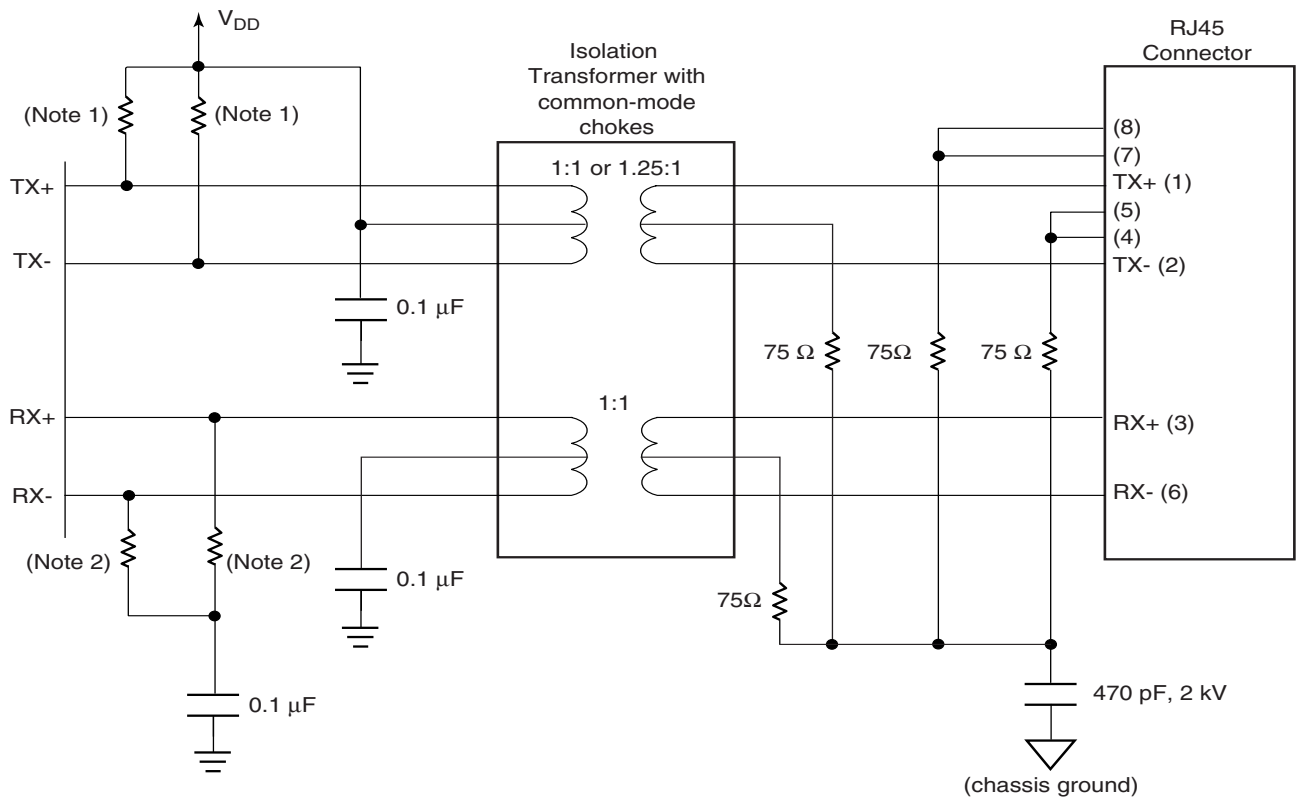 V_DD
RJ45
Connector
Isolation
Transformer with
common-mode
chokes
(Note 1)
(Note 1)
(8)
(7)
1:1 or 1.25:1
TX+
TX+ (1)
(5)
(4)
TX-
TX- (2)
0.1 μF
75 Ω
75Ω
75 Ω
1:1
RX+
RX+ (3)
RX-
RX- (6)
(Note 2)
(Note 2)
0.1 μF
75Ω
0.1 μF
470 pF, 2 kV
(chassis ground)